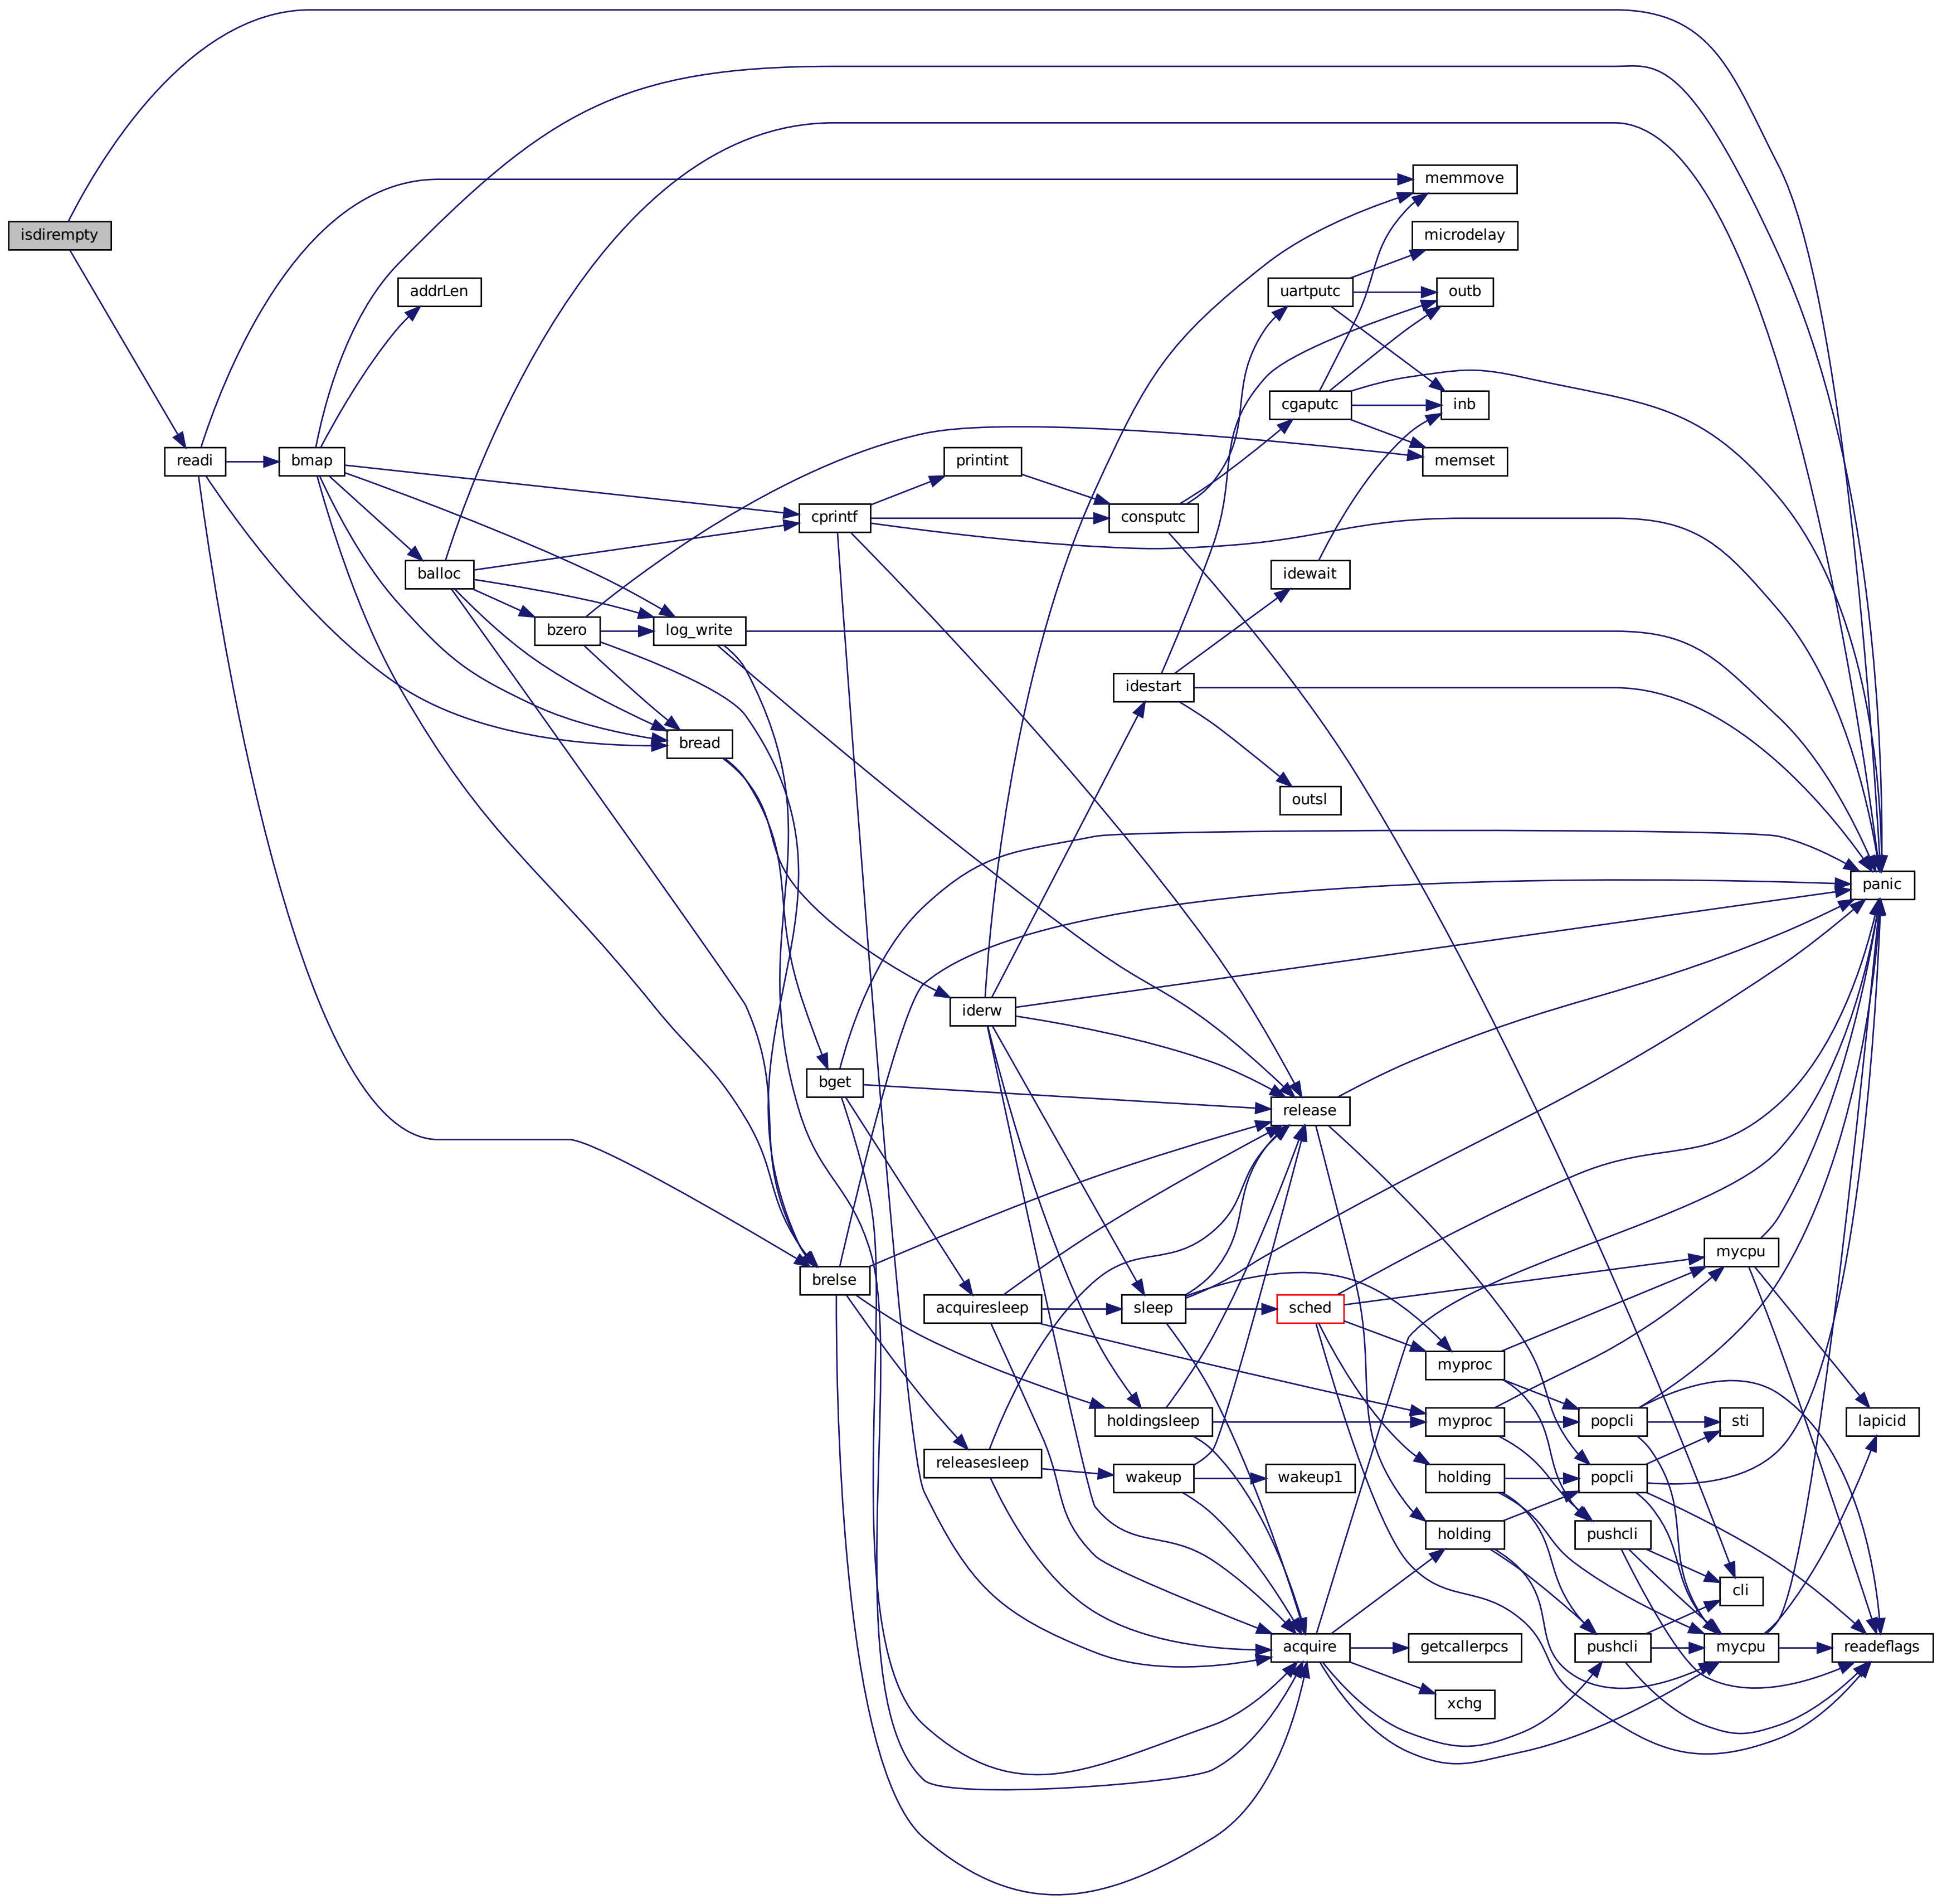 memmove
microdelay
isdirempty
addrLen
uartputc
outb
cgaputc
inb
readi
bmap
printint
memset
cprintf
consputc
balloc
idewait
bzero
log_write
idestart
bread
outsl
panic
iderw
bget
release
mycpu
brelse
acquiresleep
sleep
sched
myproc
holdingsleep
myproc
popcli
sti
lapicid
releasesleep
wakeup
wakeup1
holding
popcli
holding
pushcli
cli
acquire
getcallerpcs
pushcli
mycpu
readeflags
xchg